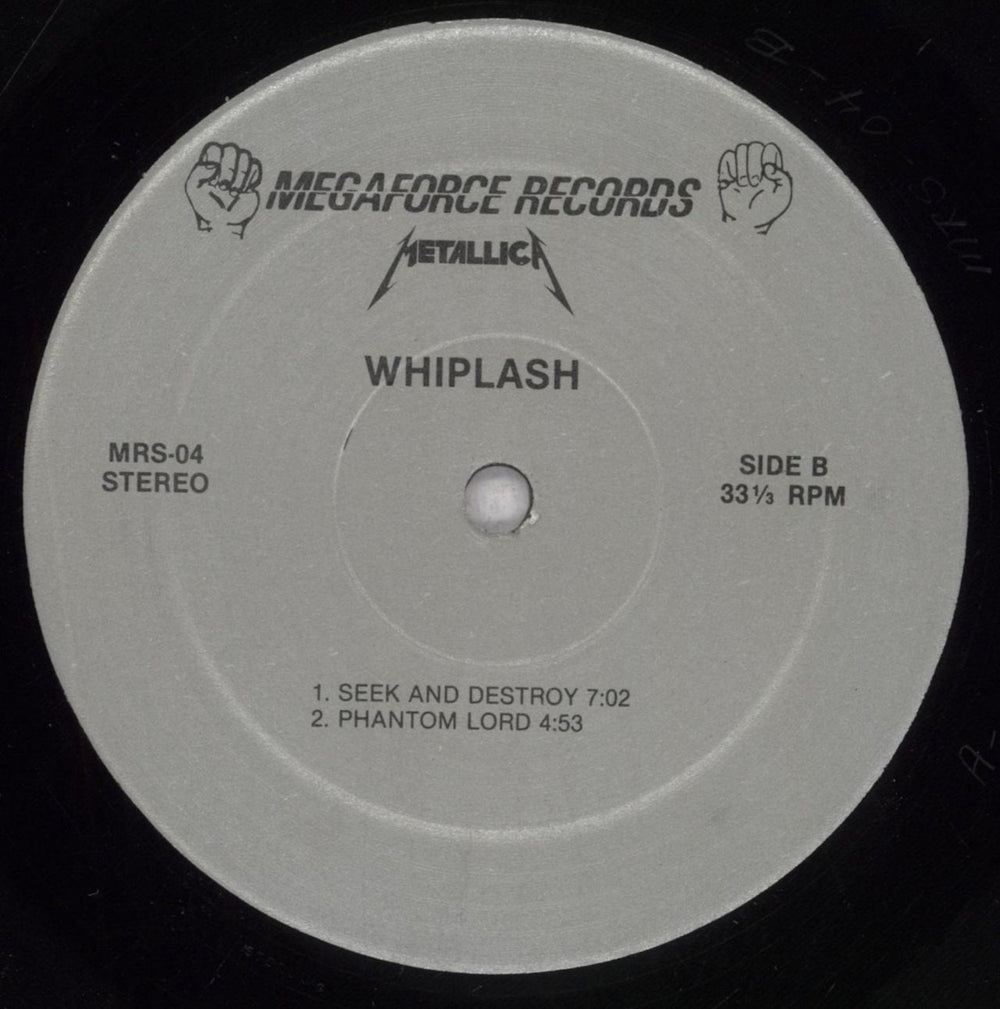 MEGAFORCE RECORDS
METALLICA
WHIPLASH
MRS-04
STEREO
SIDE B
33⅓ RPM
1. SEEK AND DESTROY 7:02
2. PHANTOM LORD 4:53